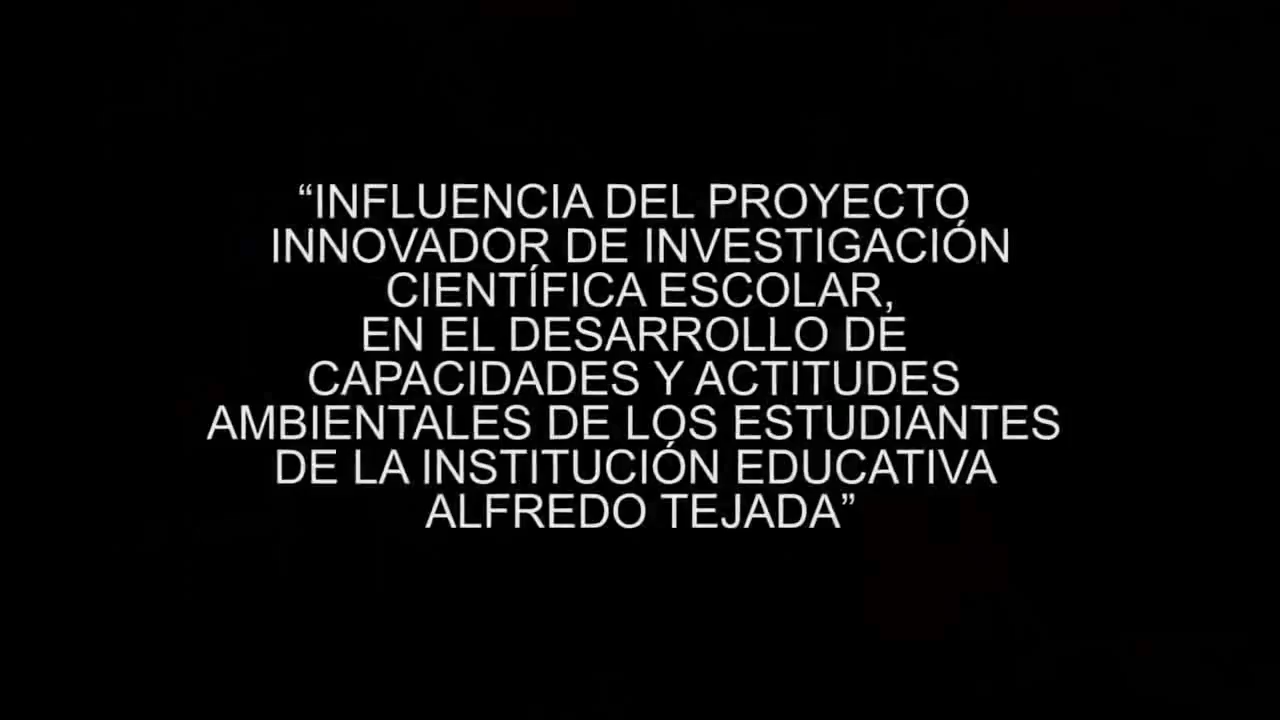 “INFLUENCIA DEL PROYECTO
INNOVADOR DE INVESTIGACIÓN
CIENTÍFICA ESCOLAR,
EN EL DESARROLLO DE
CAPACIDADES Y ACTITUDES
AMBIENTALES DE LOS ESTUDIANTES
DE LA INSTITUCIÓN EDUCATIVA
ALFREDO TEJADA”